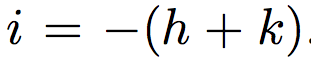 i = −(h + k).